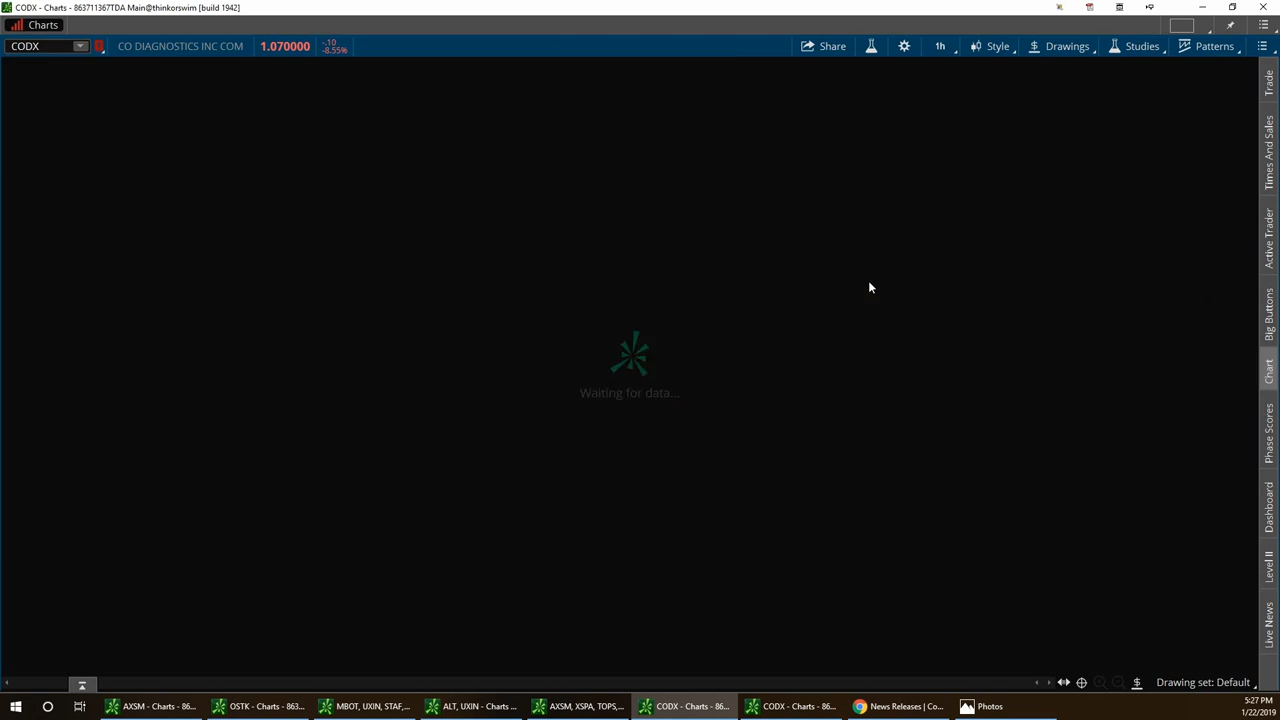 CODX - Charts - 863711367TDA Main@thinkorswim [build 1942]
Charts
CODX CO DIAGNOSTICS INC COM 1.070000 -.10 -8.55% Share 1h Style Drawings Studies Patterns
Trade
Times And Sales
Active Trader
Big Buttons
Chart
Phase Scores
Dashboard
Level II
Live News
Waiting for data...
Drawing set: Default
AXSM - Charts - 86... OSTK - Charts - 863... MBOT, UXIN, STAF,... ALT, UXIN - Charts ... AXSM, XSPA, TOPS,... CODX - Charts - 86... CODX - Charts - 86... News Releases | Co... Photos
5:27 PM
1/22/2019